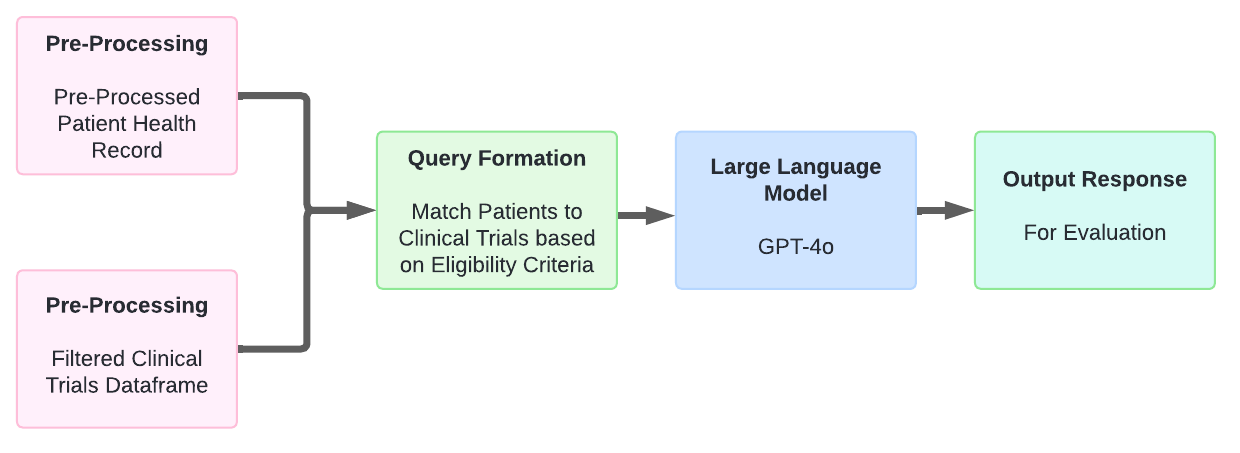 Pre-Processing
Pre-Processed
Patient Health
Record
Pre-Processing
Filtered Clinical
Trials Dataframe
Query Formation
Match Patients to
Clinical Trials based
on Eligibility Criteria
Large Language
Model
GPT-4o
Output Response
For Evaluation